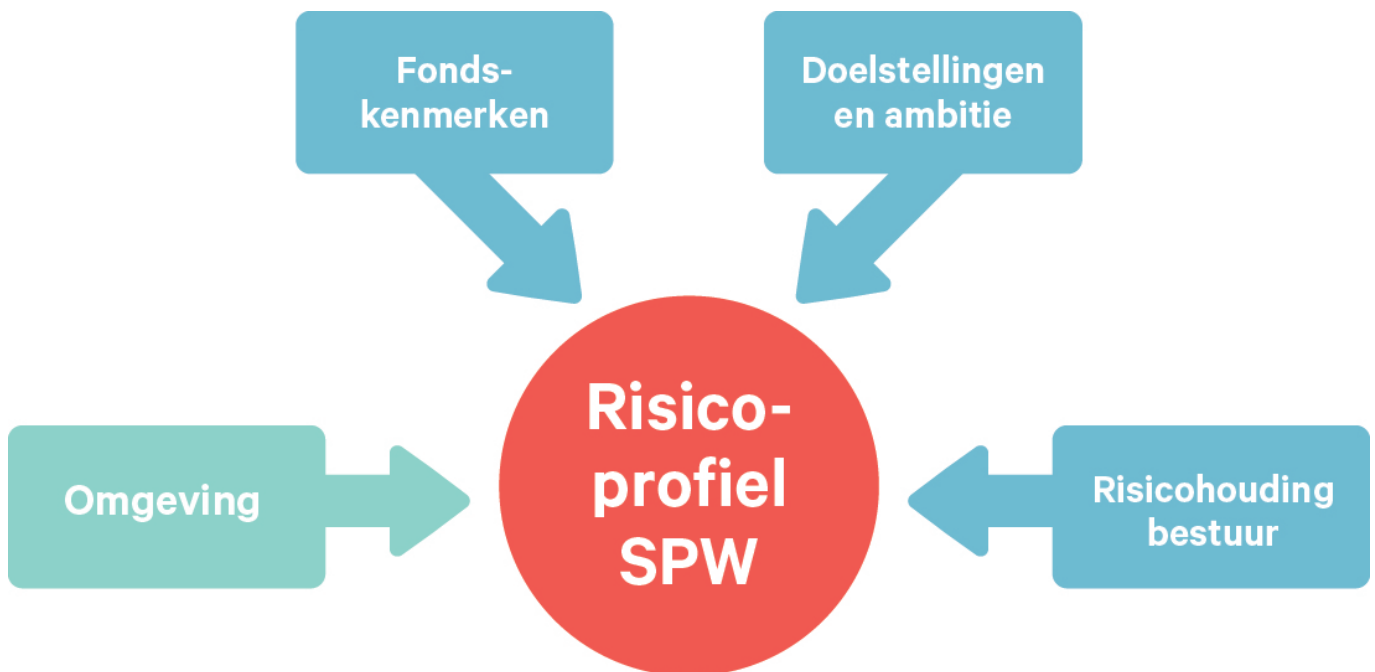 Fonds-
kenmerken
Doelstellingen
en ambitie
Omgeving
Risico-
profiel
SPW
Risicohouding
bestuur